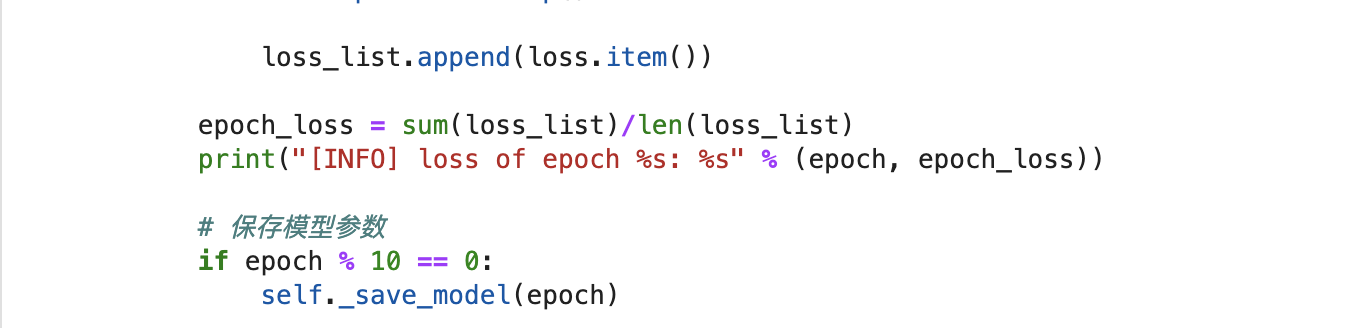 loss_list.append(loss.item())
epoch_loss = sum(loss_list)/len(loss_list)
print("[INFO] loss of epoch %s: %s" % (epoch, epoch_loss))
# 保存模型参数
if epoch % 10 == 0:
self._save_model(epoch)